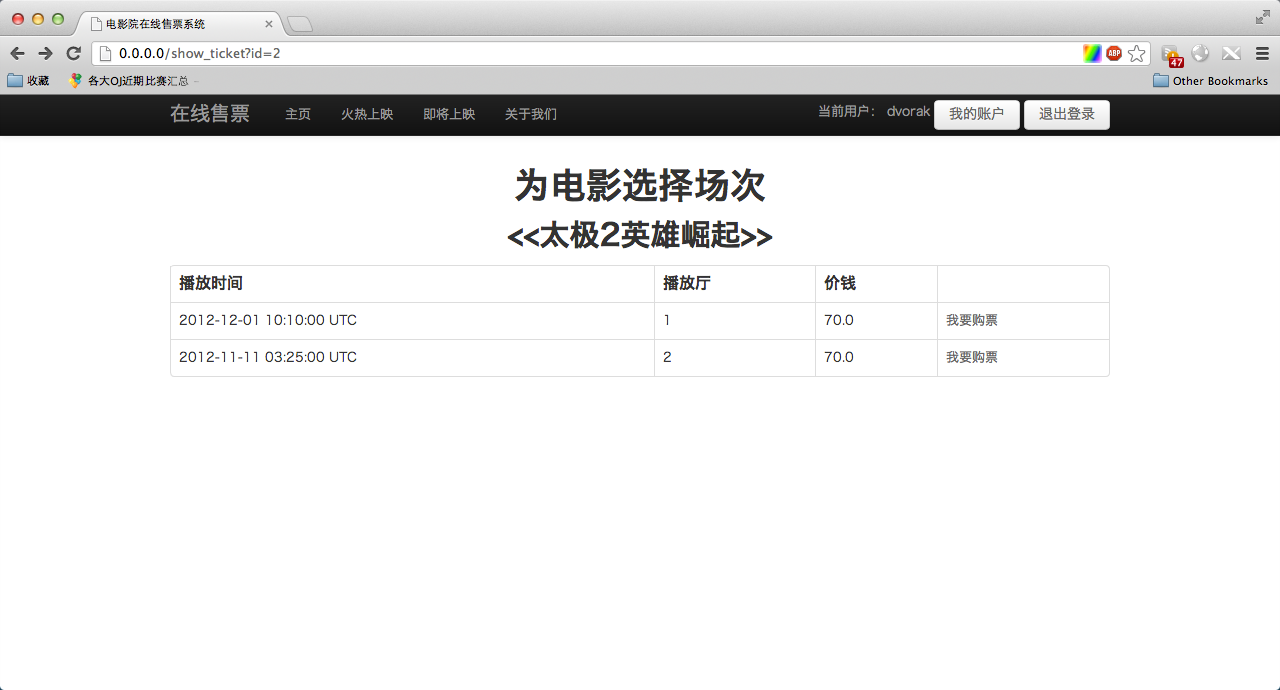 电影院在线售票系统
0.0.0.0/show_ticket?id=2
ABP
47
收藏
各大OJ近期比赛汇总 -
Other Bookmarks
在线售票 主页 火热上映 即将上映 关于我们 当前用户： dvorak 我的账户 退出登录
为电影选择场次
<<太极2英雄崛起>>
播放时间 播放厅 价钱
2012-12-01 10:10:00 UTC 1 70.0 我要购票
2012-11-11 03:25:00 UTC 2 70.0 我要购票